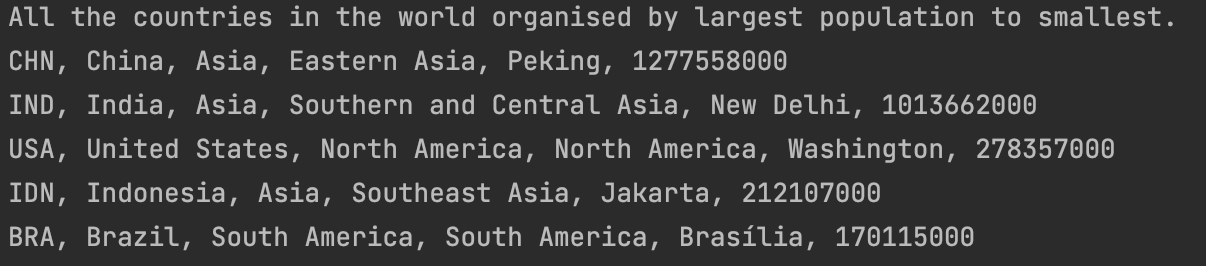 All the countries in the world organised by largest population to smallest.
CHN, China, Asia, Eastern Asia, Peking, 1277558000
IND, India, Asia, Southern and Central Asia, New Delhi, 1013662000
USA, United States, North America, North America, Washington, 278357000
IDN, Indonesia, Asia, Southeast Asia, Jakarta, 212107000
BRA, Brazil, South America, South America, Brasília, 170115000